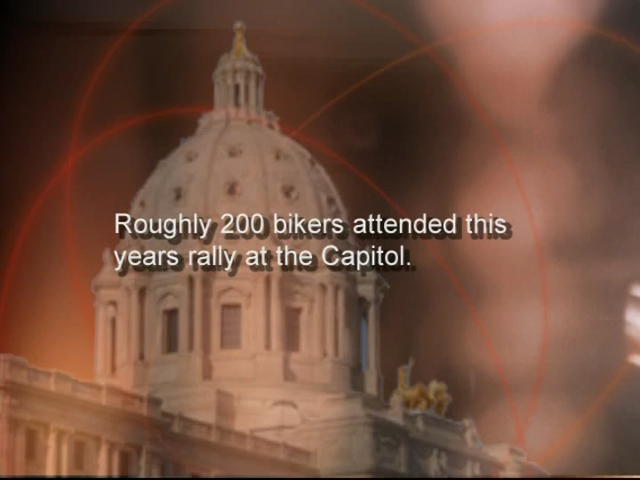 Roughly 200 bikers attended this
years rally at the Capitol.